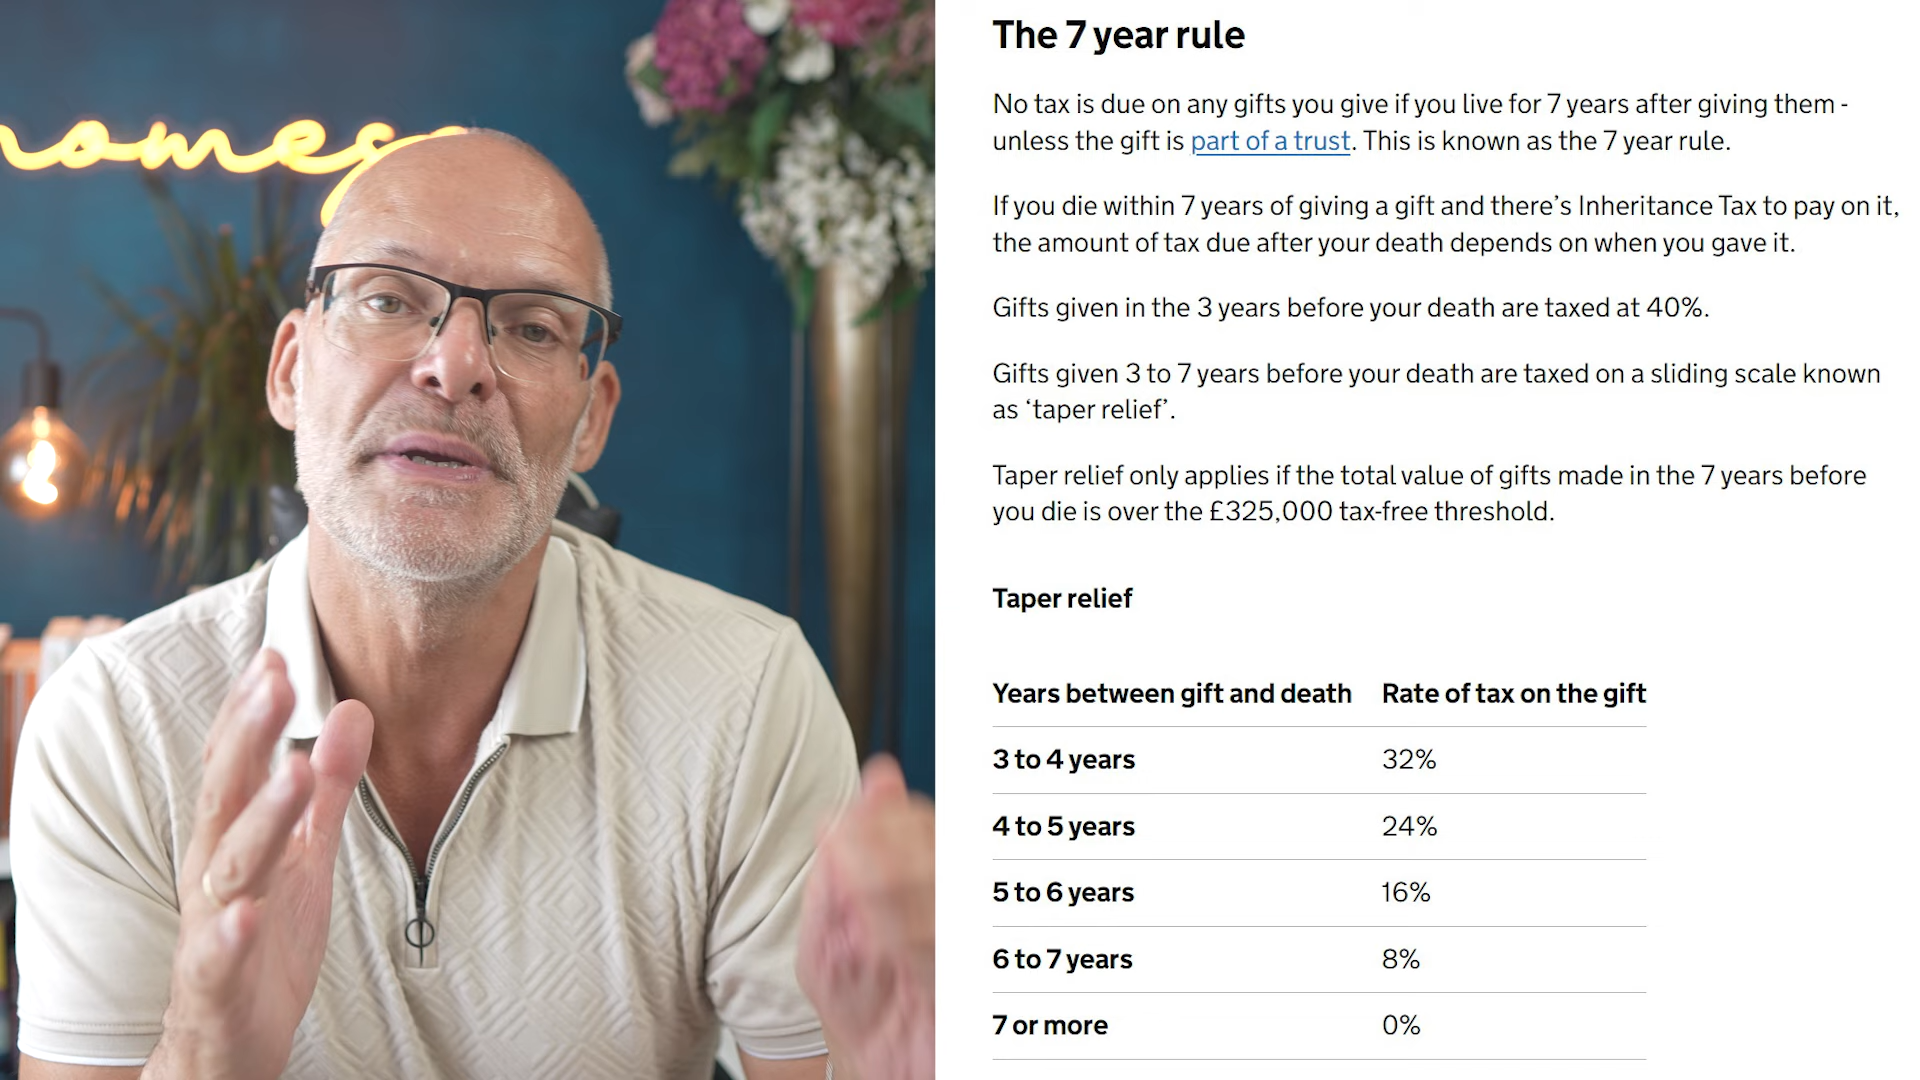 The 7 year rule
No tax is due on any gifts you give if you live for 7 years after giving them -
unless the gift is part of a trust. This is known as the 7 year rule.
If you die within 7 years of giving a gift and there’s Inheritance Tax to pay on it,
the amount of tax due after your death depends on when you gave it.
Gifts given in the 3 years before your death are taxed at 40%.
Gifts given 3 to 7 years before your death are taxed on a sliding scale known
as ‘taper relief’.
Taper relief only applies if the total value of gifts made in the 7 years before
you die is over the £325,000 tax-free threshold.
Taper relief
Years between gift and death Rate of tax on the gift
3 to 4 years 32%
4 to 5 years 24%
5 to 6 years 16%
6 to 7 years 8%
7 or more 0%